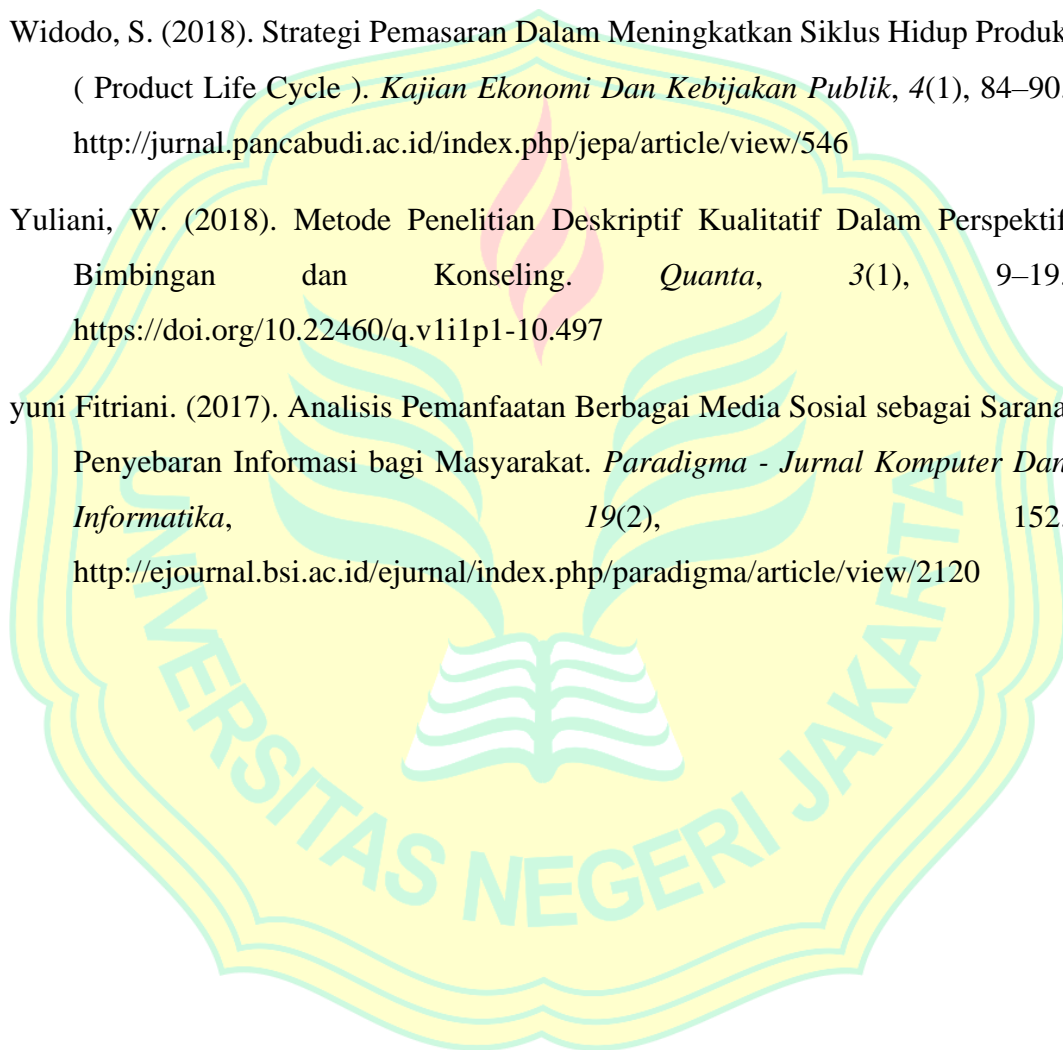 Widodo, S. (2018). Strategi Pemasaran Dalam Meningkatkan Siklus Hidup Produk
( Product Life Cycle ). Kajian Ekonomi Dan Kebijakan Publik, 4(1), 84–90.
http://jurnal.pancabudi.ac.id/index.php/jepa/article/view/546
Yuliani, W. (2018). Metode Penelitian Deskriptif Kualitatif Dalam Perspektif
Bimbingan dan Konseling. Quanta, 3(1), 9–19.
https://doi.org/10.22460/q.v1i1p1-10.497
yuni Fitriani. (2017). Analisis Pemanfaatan Berbagai Media Sosial sebagai Sarana
Penyebaran Informasi bagi Masyarakat. Paradigma - Jurnal Komputer Dan
Informatika, 19(2), 152.
http://ejournal.bsi.ac.id/ejurnal/index.php/paradigma/article/view/2120
UNIVERSITAS NEGERI JAKARTA